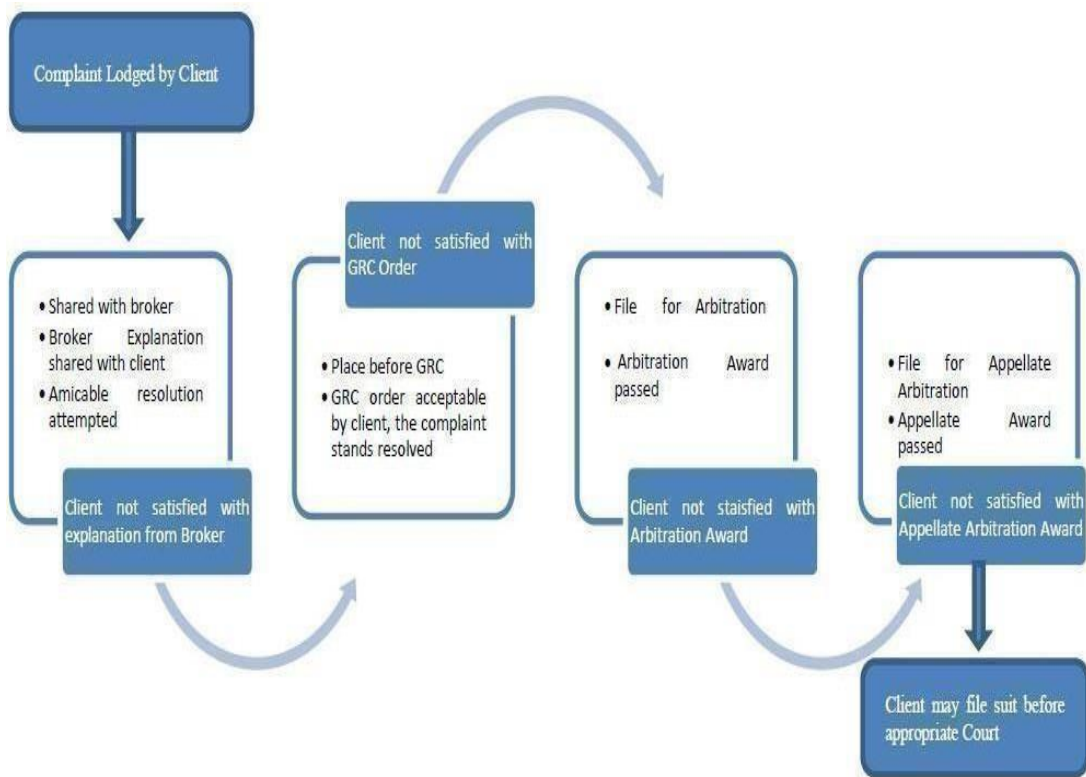 Complaint Lodged by Client
• Shared with broker
• Broker Explanation
shared with client
• Amicable resolution
attempted
Client not satisfied with
explanation from Broker
Client not satisfied with
GRC Order
• Place before GRC
• GRC order acceptable
by client, the complaint
stands resolved
• File for Arbitration
• Arbitration Award
passed
Client not staisfied with
Arbitration Award
• File for Appellate
Arbitration
• Appellate Award
passed
Client not satisfied with
Appellate Arbitration Award
Client may file suit before
appropriate Court